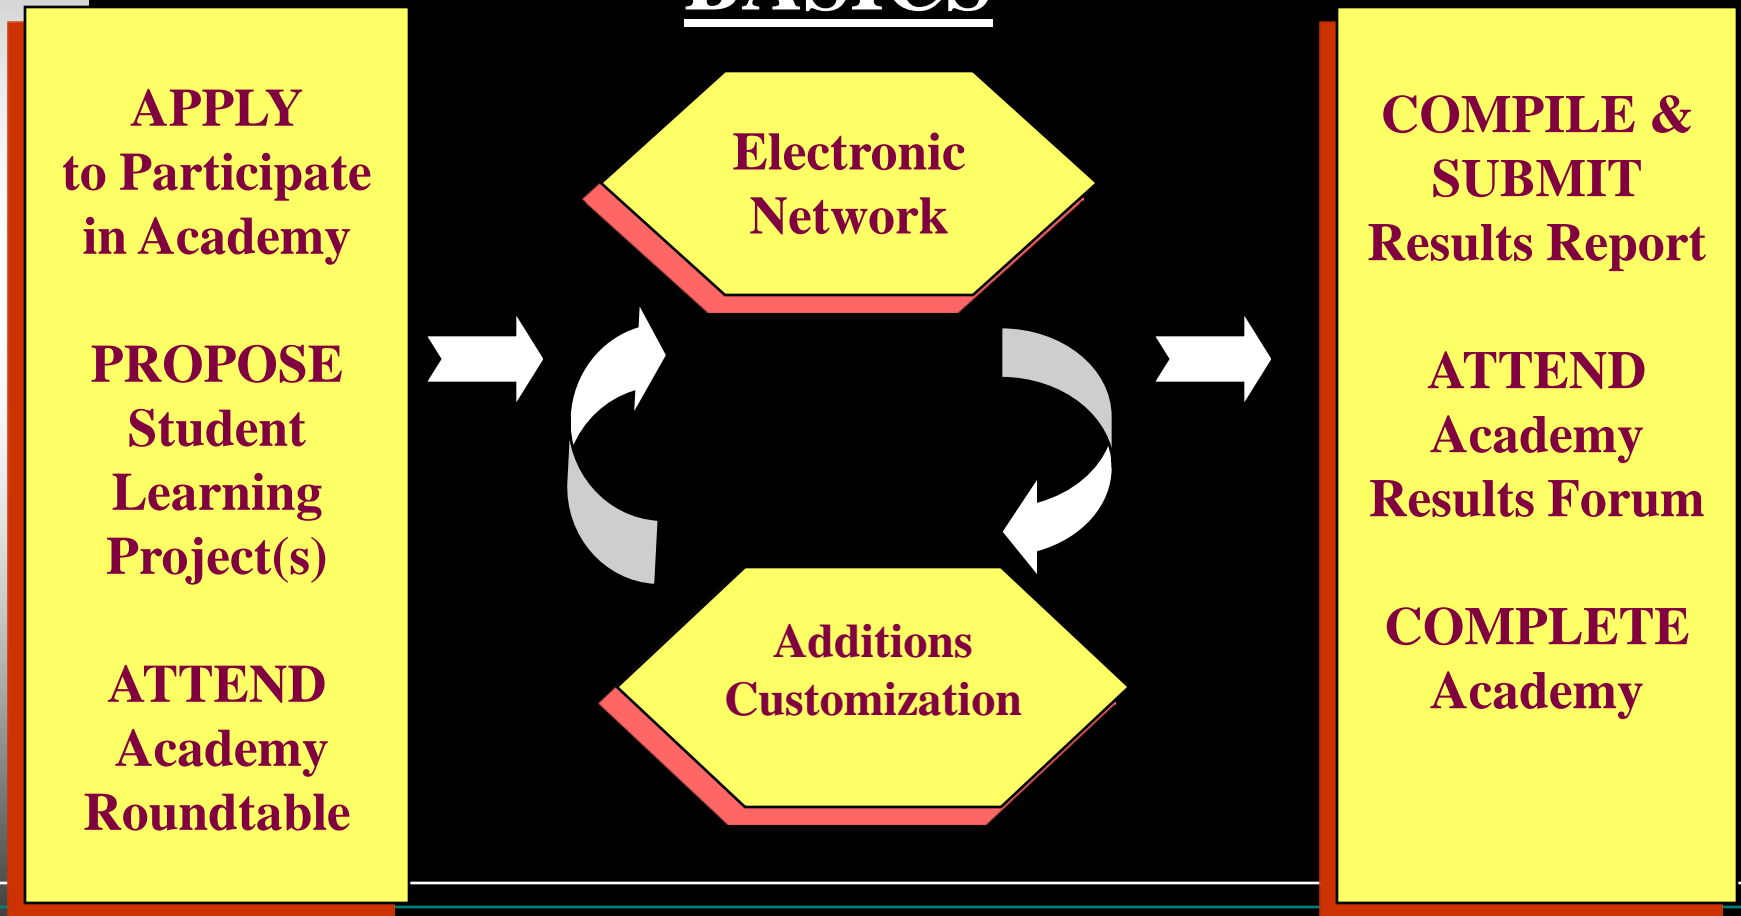 BASICS
APPLY
to Participate
in Academy
PROPOSE
Student
Learning
Project(s)
ATTEND
Academy
Roundtable
Electronic
Network
Additions
Customization
COMPILE &
SUBMIT
Results Report
ATTEND
Academy
Results Forum
COMPLETE
Academy